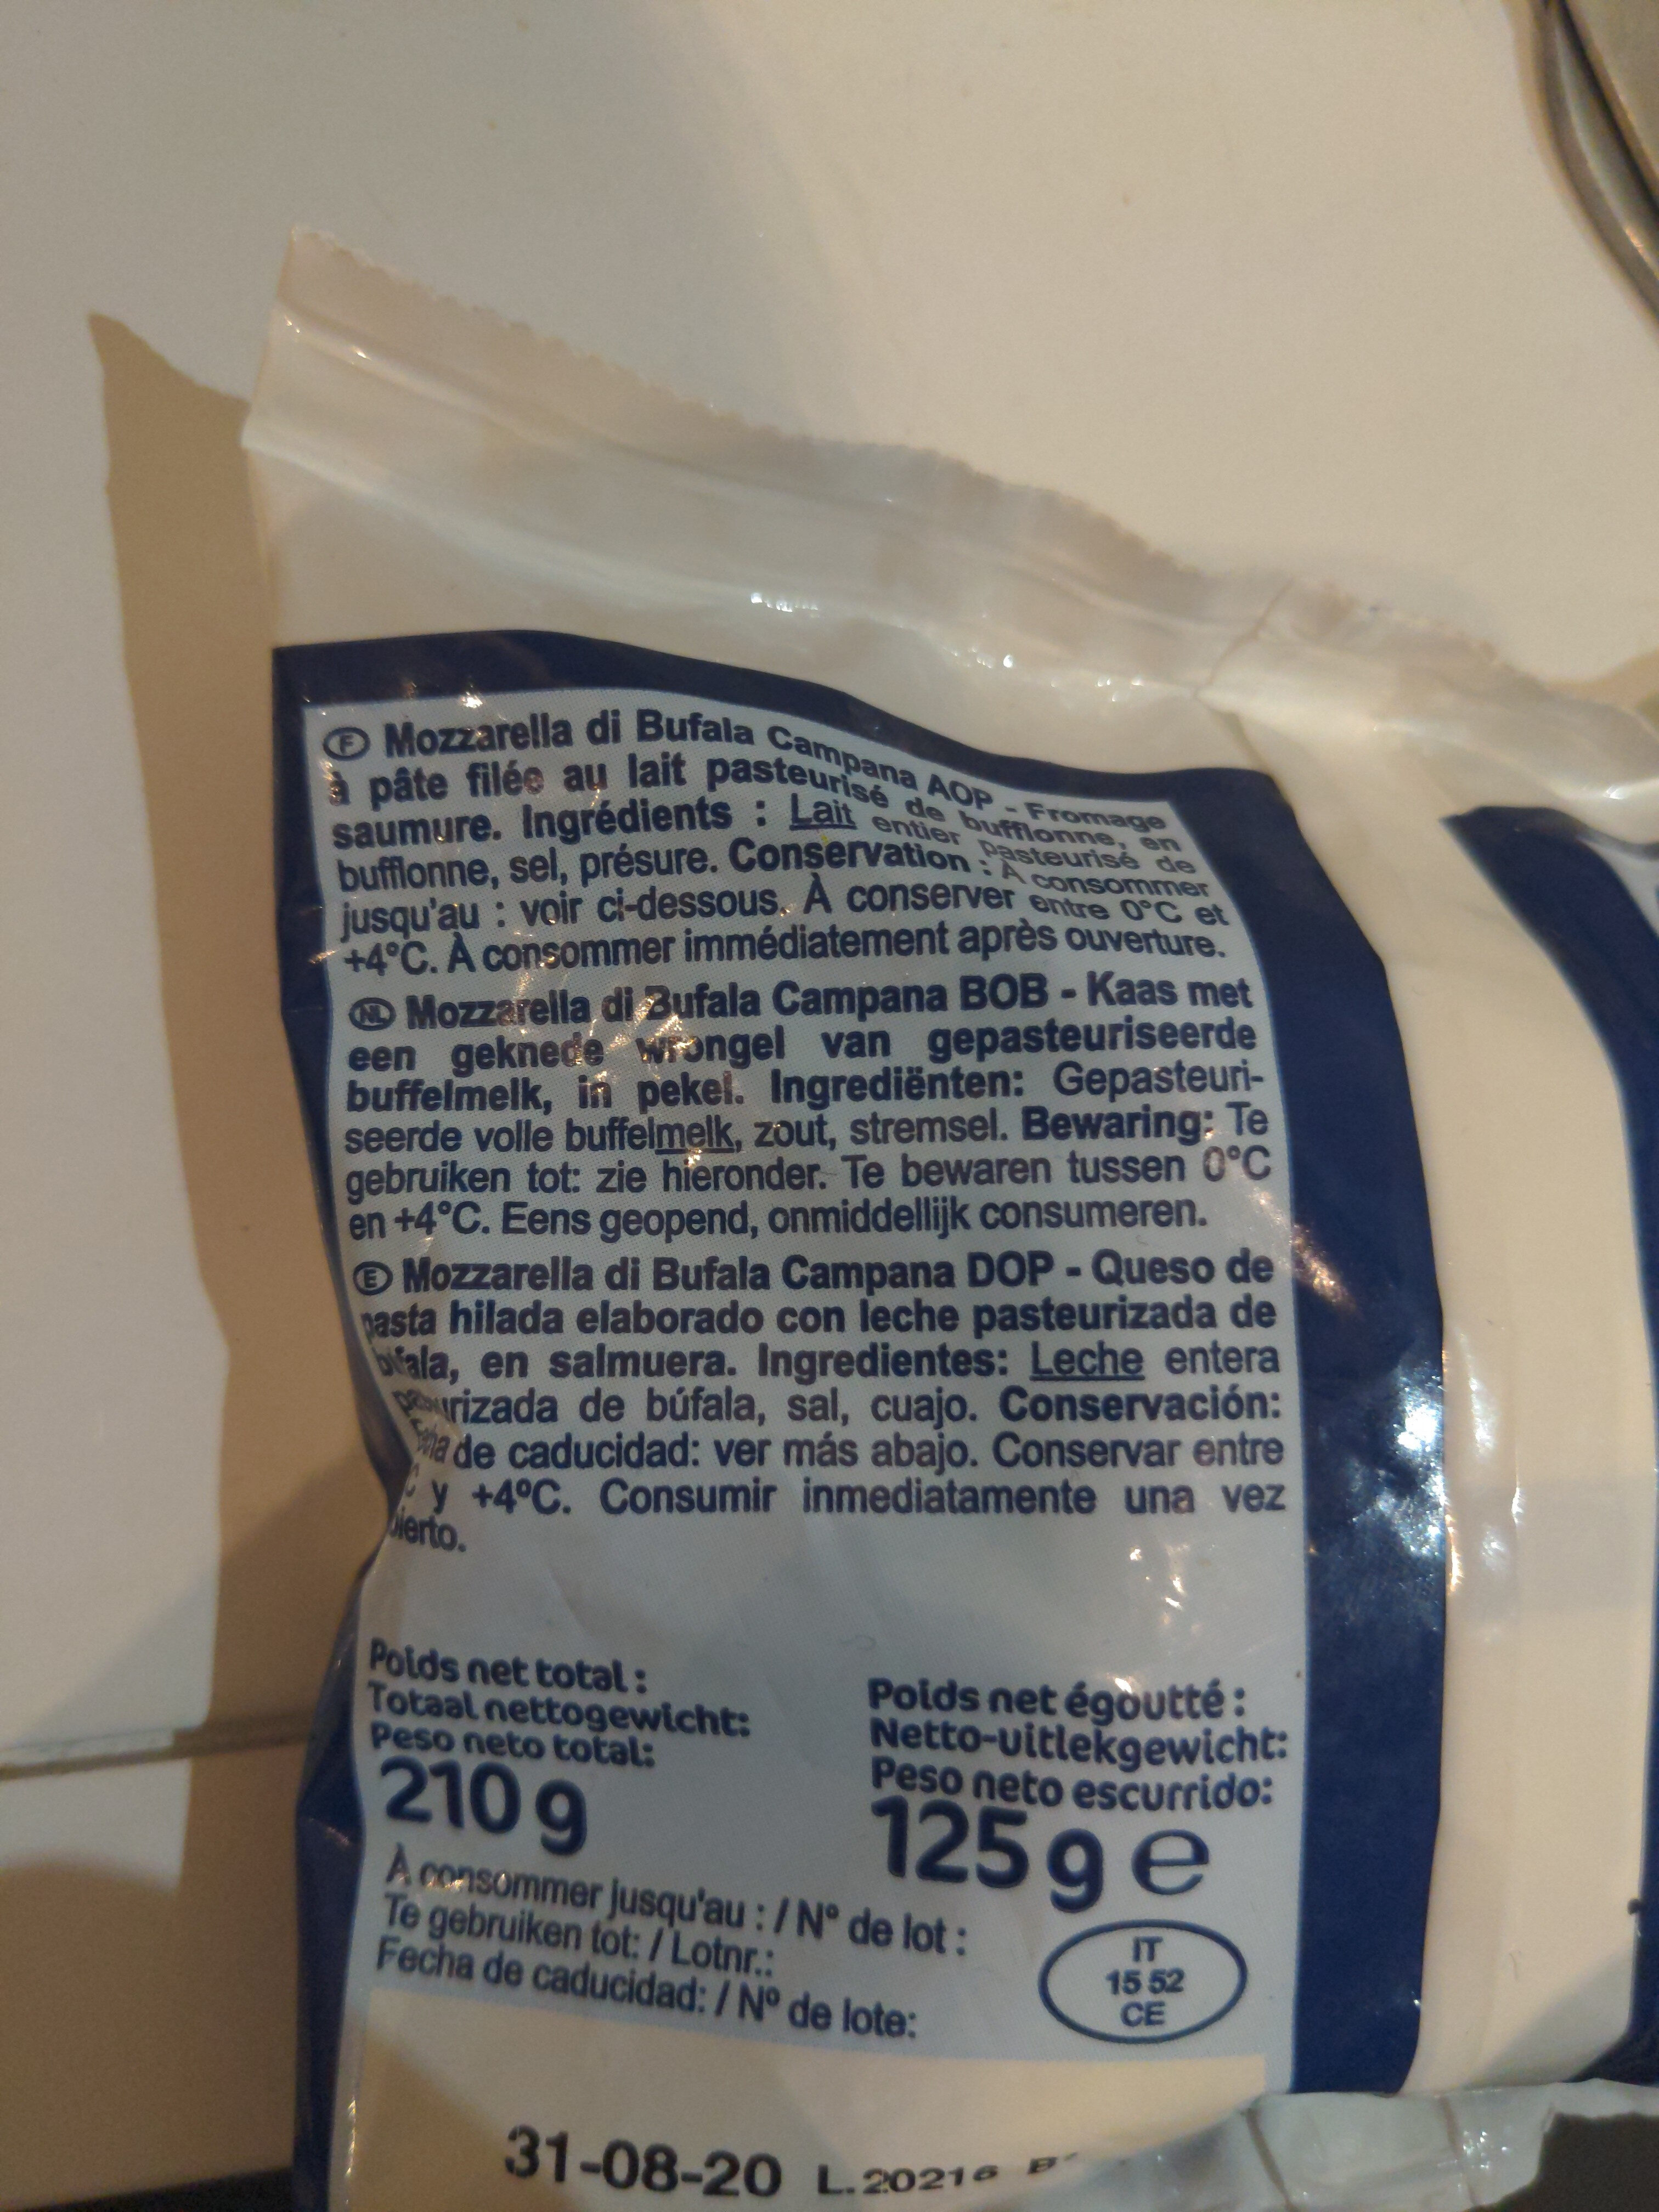 F Mozzarella di Bufala Campana AOP - Fromage
à pâte filée au lait pasteurisé de bufflonne, en
saumure. Ingrédients : Lait entier pasteurisé de
bufflonne, sel, présure. Conservation : À consommer
jusqu'au : voir ci-dessous. À conserver entre 0°C et
+4°C. À consommer immédiatement après ouverture.
NL Mozzarella di Bufala Campana BOB - Kaas met
een geknede wrongel van gepasteuriseerde
buffelmelk, in pekel. Ingrediënten: Gepasteuri-
seerde volle buffelmelk, zout, stremsel. Bewaring: Te
gebruiken tot: zie hieronder. Te bewaren tussen 0°C
en +4°C. Eens geopend, onmiddellijk consumeren.
E Mozzarella di Bufala Campana DOP - Queso de
pasta hilada elaborado con leche pasteurizada de
búfala, en salmuera. Ingredientes: Leche entera
de búfala, sal, cuajo. Conservación:
de caducidad: ver más abajo. Conservar entre
y +4ºC. Consumir inmediatamente una vez
Poids net total :
Totaal nettogewicht:
Peso neto total:
210 g
Poids net égoutté :
Netto-uitlekgewicht:
Peso neto escurrido:
125 g e
À consommer jusqu'au : / N° de lot :
Te gebruiken tot: / Lotnr.:
Fecha de caducidad: / Nº de lote:
IT
15 52
CE
31-08-20 L.20216